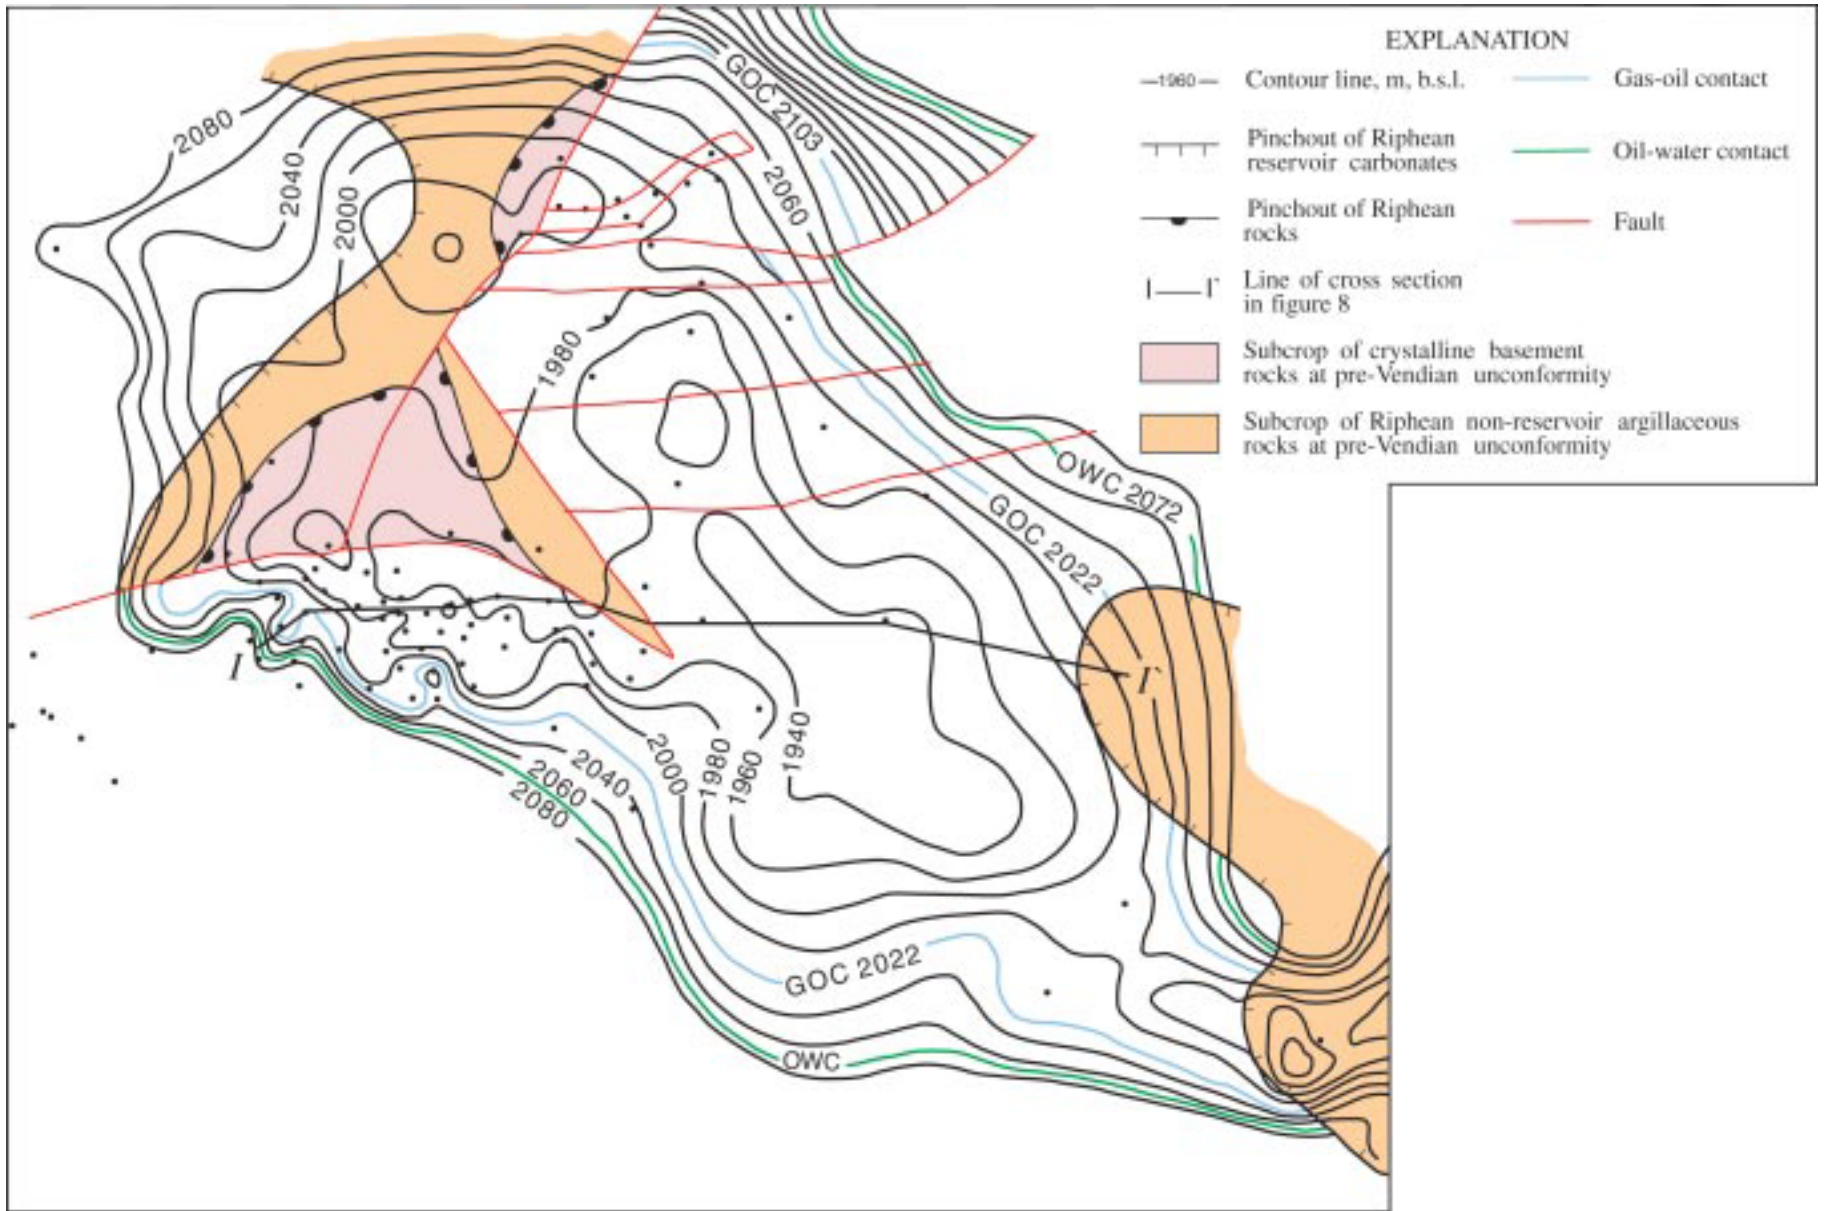 EXPLANATION
—1960— Contour line, m, b.s.l.
Pinchout of Riphean
reservoir carbonates
Pinchout of Riphean
rocks
I—I' Line of cross section
in figure 8
Subcrop of crystalline basement
rocks at pre-Vendian unconformity
Subcrop of Riphean non-reservoir argillaceous
rocks at pre-Vendian unconformity
Gas-oil contact
Oil-water contact
Fault
2080
2040
2000
GOC 2103
2060
1980
OWC 2072
GOC 2022
I
I'
2000
1980
1960
1940
2040
2060
2080
GOC 2022
OWC